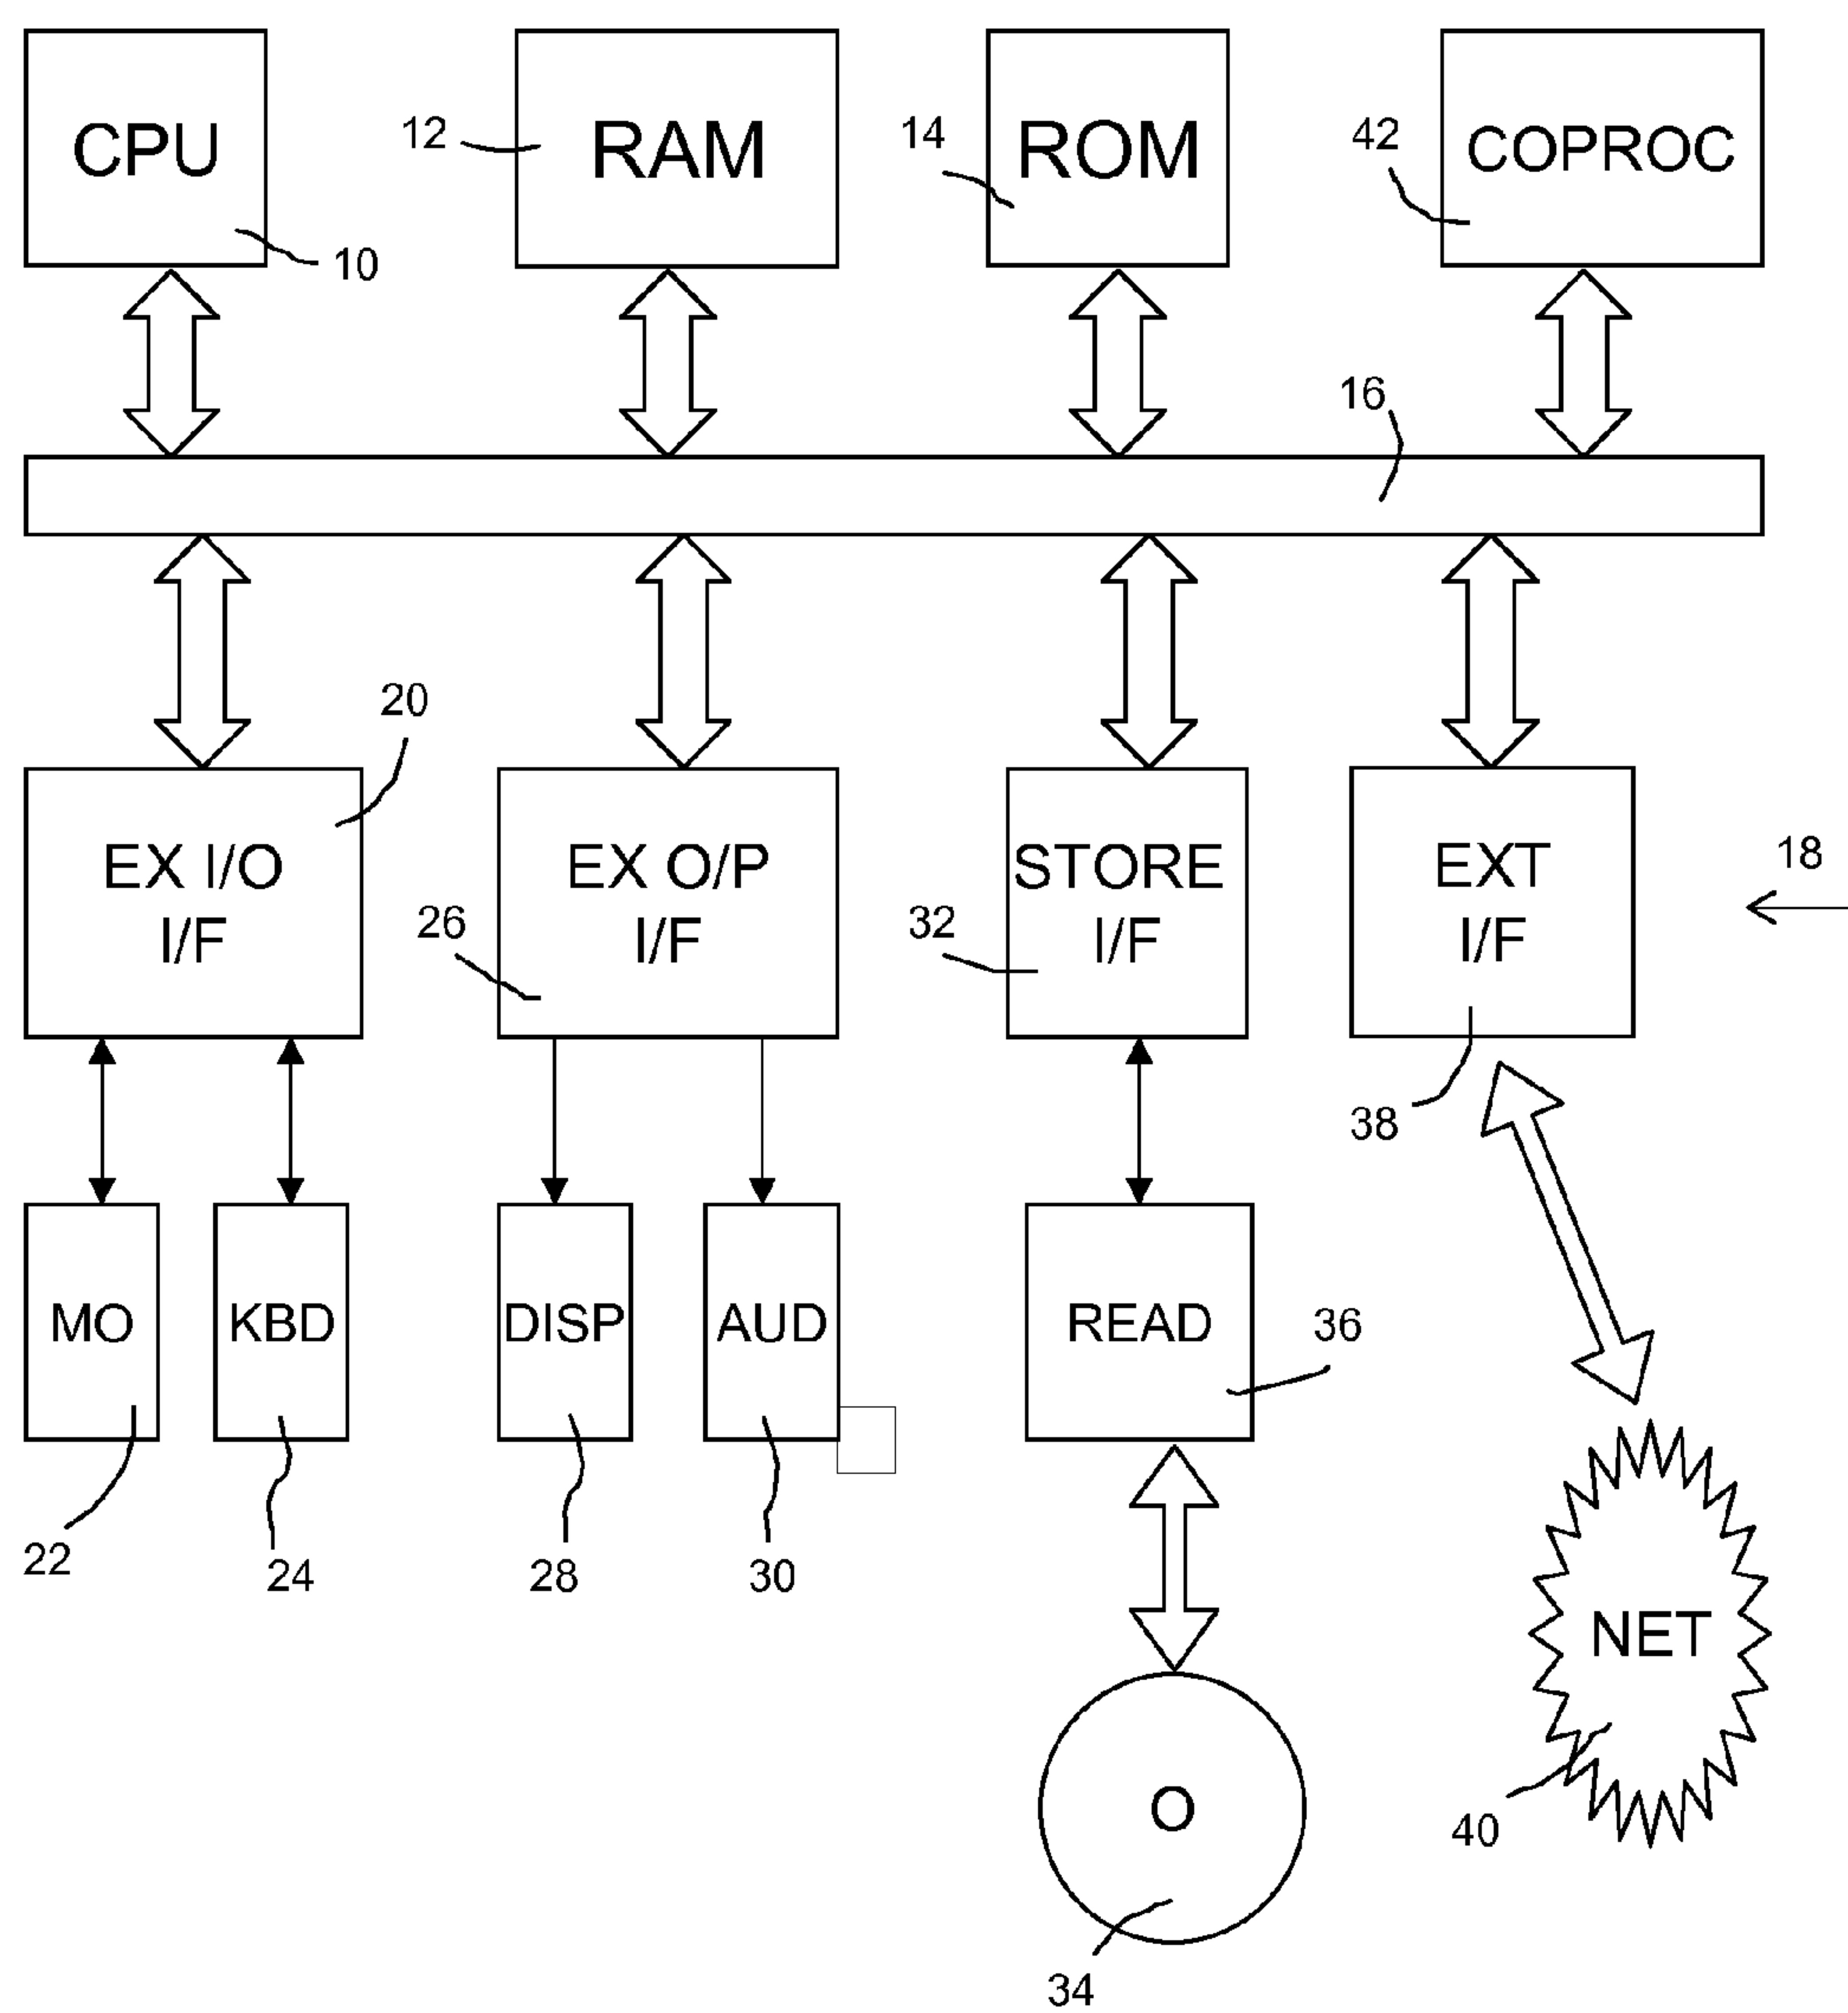 CPU
10
12
RAM
14
ROM
42
COPROC
16
20
EX I/O
I/F
26
EX O/P
I/F
32
STORE
I/F
EXT
I/F
38
18
MO
22
KBD
24
DISP
28
AUD
30
READ
36
NET
40
O
34